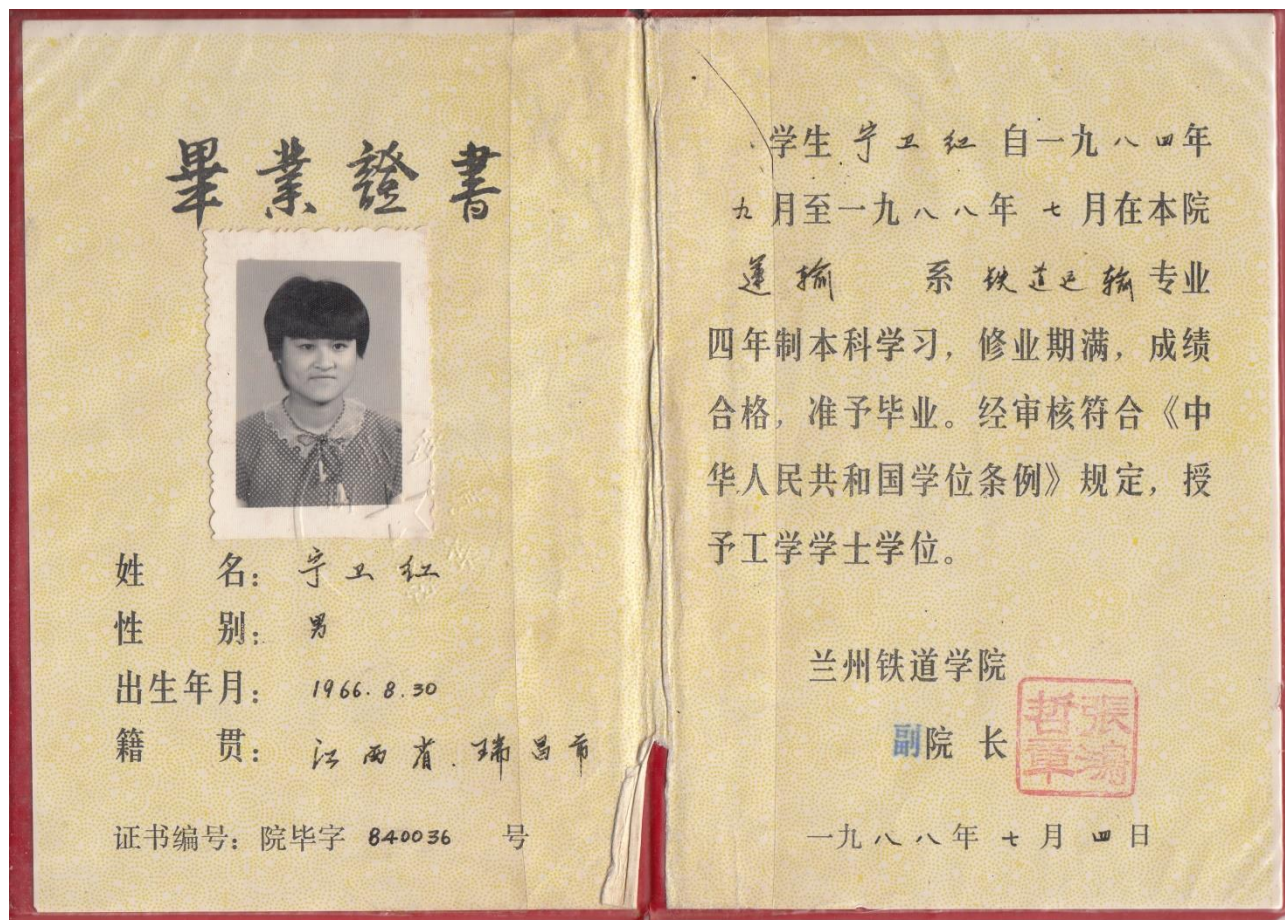 畢業證書
姓名：宁卫红
性别：男
出生年月：1966.8.30
籍贯：江西省.瑞昌市
证书编号：院毕字 840036 号
学生 宁卫红 自一九八四年
九月至一九八八年 七月在本院
運输 系 铁道运输专业
四年制本科学习，修业期满，成绩
合格，准予毕业。经审核符合《中
华人民共和国学位条例》规定，授
予工学学士学位。
兰州铁道学院
副院长
張
哲章
一九八八年七月四日